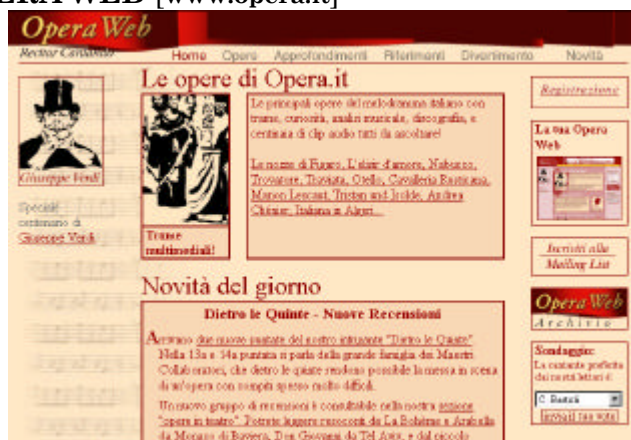 OPERA WEB [www.opera.it]
Opera Web
Recitar Cantando
Home Opere Approfondimenti Riferimenti Divertimento Novità
Giuseppe Verdi
Speciale
centenario di
Giuseppe Verdi
Le opere di Opera.it
Trame
multimediali!
Le principali opere del melodramma italiano con
trame, curiosità, analisi musicale, discografia, e
centinaia di clip audio tutti da ascoltare!
Le nozze di Figaro, L'elisir d'amore, Nabucco,
Trovatore, Traviata, Otello, Cavalleria Rusticana,
Manon Lescaut, Tristan und Isolde, Andrea
Chénier, Italiana in Algeri...
Novità del giorno
Dietro le Quinte - Nuove Recensioni
Arrivano due nuove puntate del nostro "Dietro le Quinte"
Nella 13a e 14a puntata si parla della grande famiglia dei Maestri
Collaboratori, che dietro le quinte rendono possibile la messa in scena
di un'opera con compiti spesso molto difficili.
Un nuovo gruppo di recensioni è consultabile nella nostra sezione
"opere in teatro". Potrete leggere resoconti da La Bohème e Arabella
da Monaco di Baviera, Don Giovanni da Tel Aviv, e dal piccolo
Registrazione
La tua Opera
Web
Iscriviti alla
Mailing List
Opera Web
Archivio
Sondaggio:
La cantante preferita
dai nostri lettori è:
C. Bartoli
Invia il tuo voto!